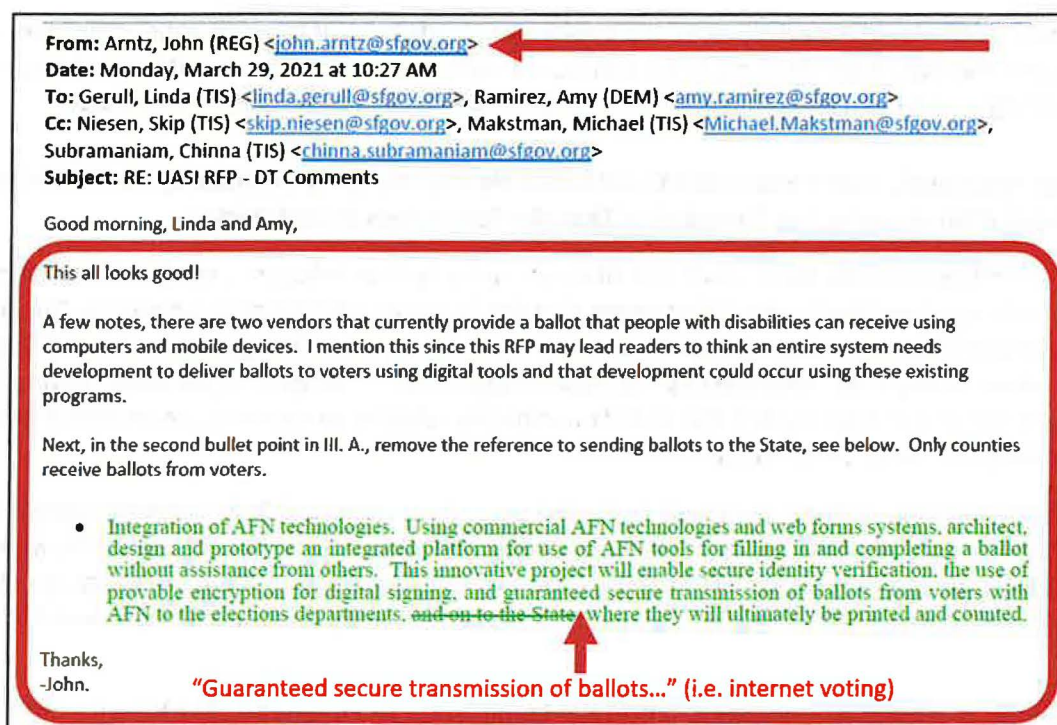 From: Arntz, John (REG) <john.arntz@sfgov.org>
Date: Monday, March 29, 2021 at 10:27 AM
To: Gerull, Linda (TIS) <linda.gerull@sfgov.org>, Ramirez, Amy (DEM) <amy.ramirez@sfgov.org>
Cc: Niesen, Skip (TIS) <skip.niesen@sfgov.org>, Makstman, Michael (TIS) <Michael.Makstman@sfgov.org>,
Subramaniam, Chinna (TIS) <chinna.subramaniam@sfgov.org>
Subject: RE: UASI RFP - DT Comments
Good morning, Linda and Amy,
This all looks good!
A few notes, there are two vendors that currently provide a ballot that people with disabilities can receive using
computers and mobile devices. I mention this since this RFP may lead readers to think an entire system needs
development to deliver ballots to voters using digital tools and that development could occur using these existing
programs.
Next, in the second bullet point in III. A., remove the reference to sending ballots to the State, see below. Only counties
receive ballots from voters.
• Integration of AFN technologies. Using commercial AFN technologies and web forms systems, architect,
design and prototype an integrated platform for use of AFN tools for filling in and completing a ballot
without assistance from others. This innovative project will enable secure identity verification, the use of
provable encryption for digital signing, and guaranteed secure transmission of ballots from voters with
AFN to the elections departments, and on to the State, where they will ultimately be printed and counted.
Thanks,
-John.
"Guaranteed secure transmission of ballots..." (i.e. internet voting)